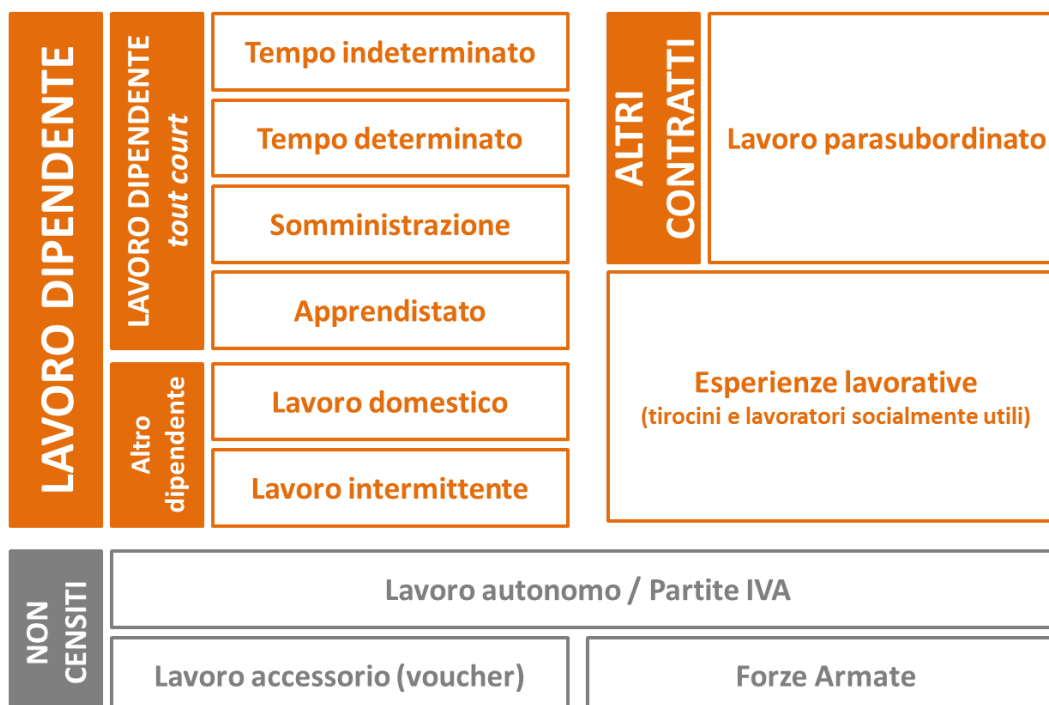 LAVORO DIPENDENTE
LAVORO DIPENDENTE
tout court
Tempo indeterminato
Tempo determinato
Somministrazione
Apprendistato
Altro
dipendente
Lavoro domestico
Lavoro intermittente
ALTRI
CONTRATTI
Lavoro parasubordinato
Esperienze lavorative
(tirocini e lavoratori socialmente utili)
NON
CENSITI
Lavoro autonomo / Partite IVA
Lavoro accessorio (voucher)
Forze Armate